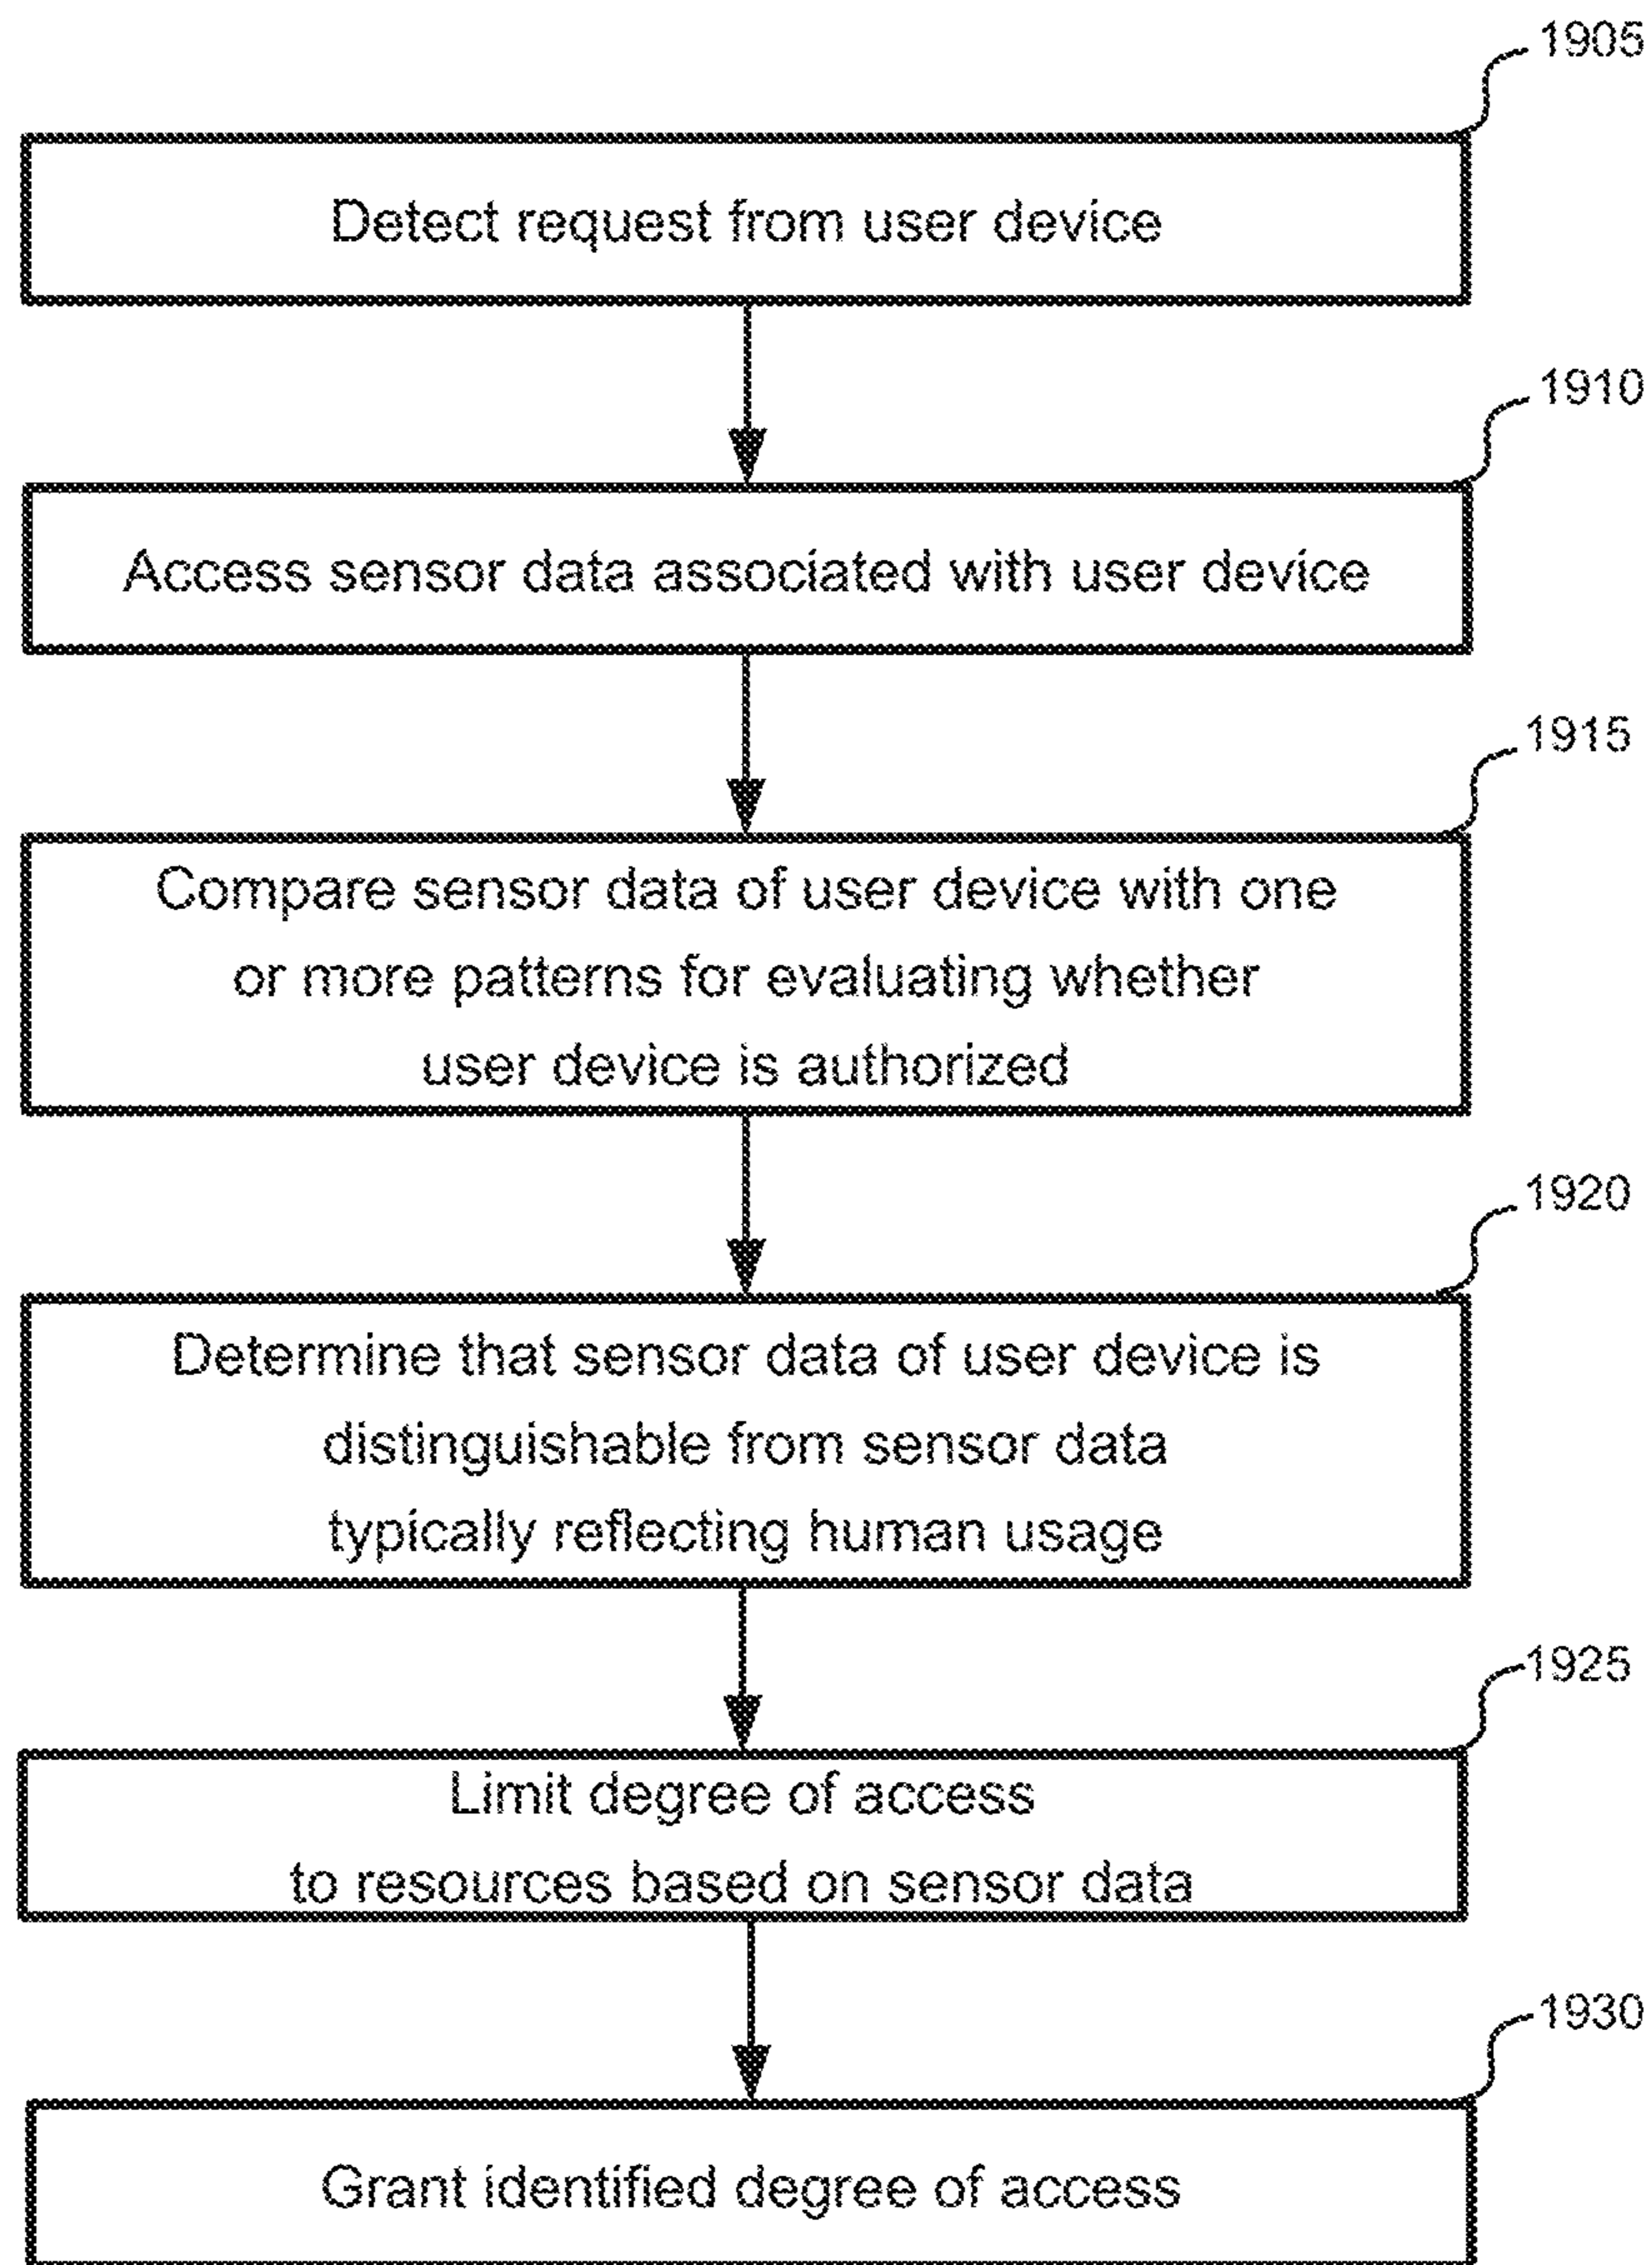 1905
Detect request from user device
1910
Access sensor data associated with user device
1915
Compare sensor data of user device with one
or more patterns for evaluating whether
user device is authorized
1920
Determine that sensor data of user device is
distinguishable from sensor data
typically reflecting human usage
1925
Limit degree of access
to resources based on sensor data
1930
Grant identified degree of access